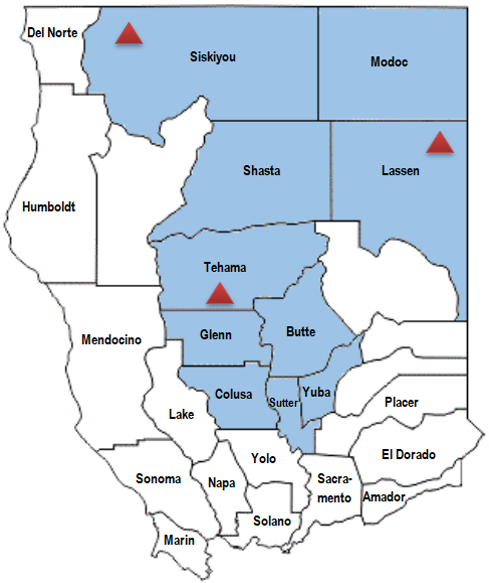 Del Norte
Siskiyou
Modoc
Shasta
Lassen
Humboldt
Tehama
Glenn
Butte
Mendocino
Colusa
Sutter
Yuba
Lake
Placer
El Dorado
Yolo
Sonoma
Napa
Sacra-
mento
Amador
Solano
Marin